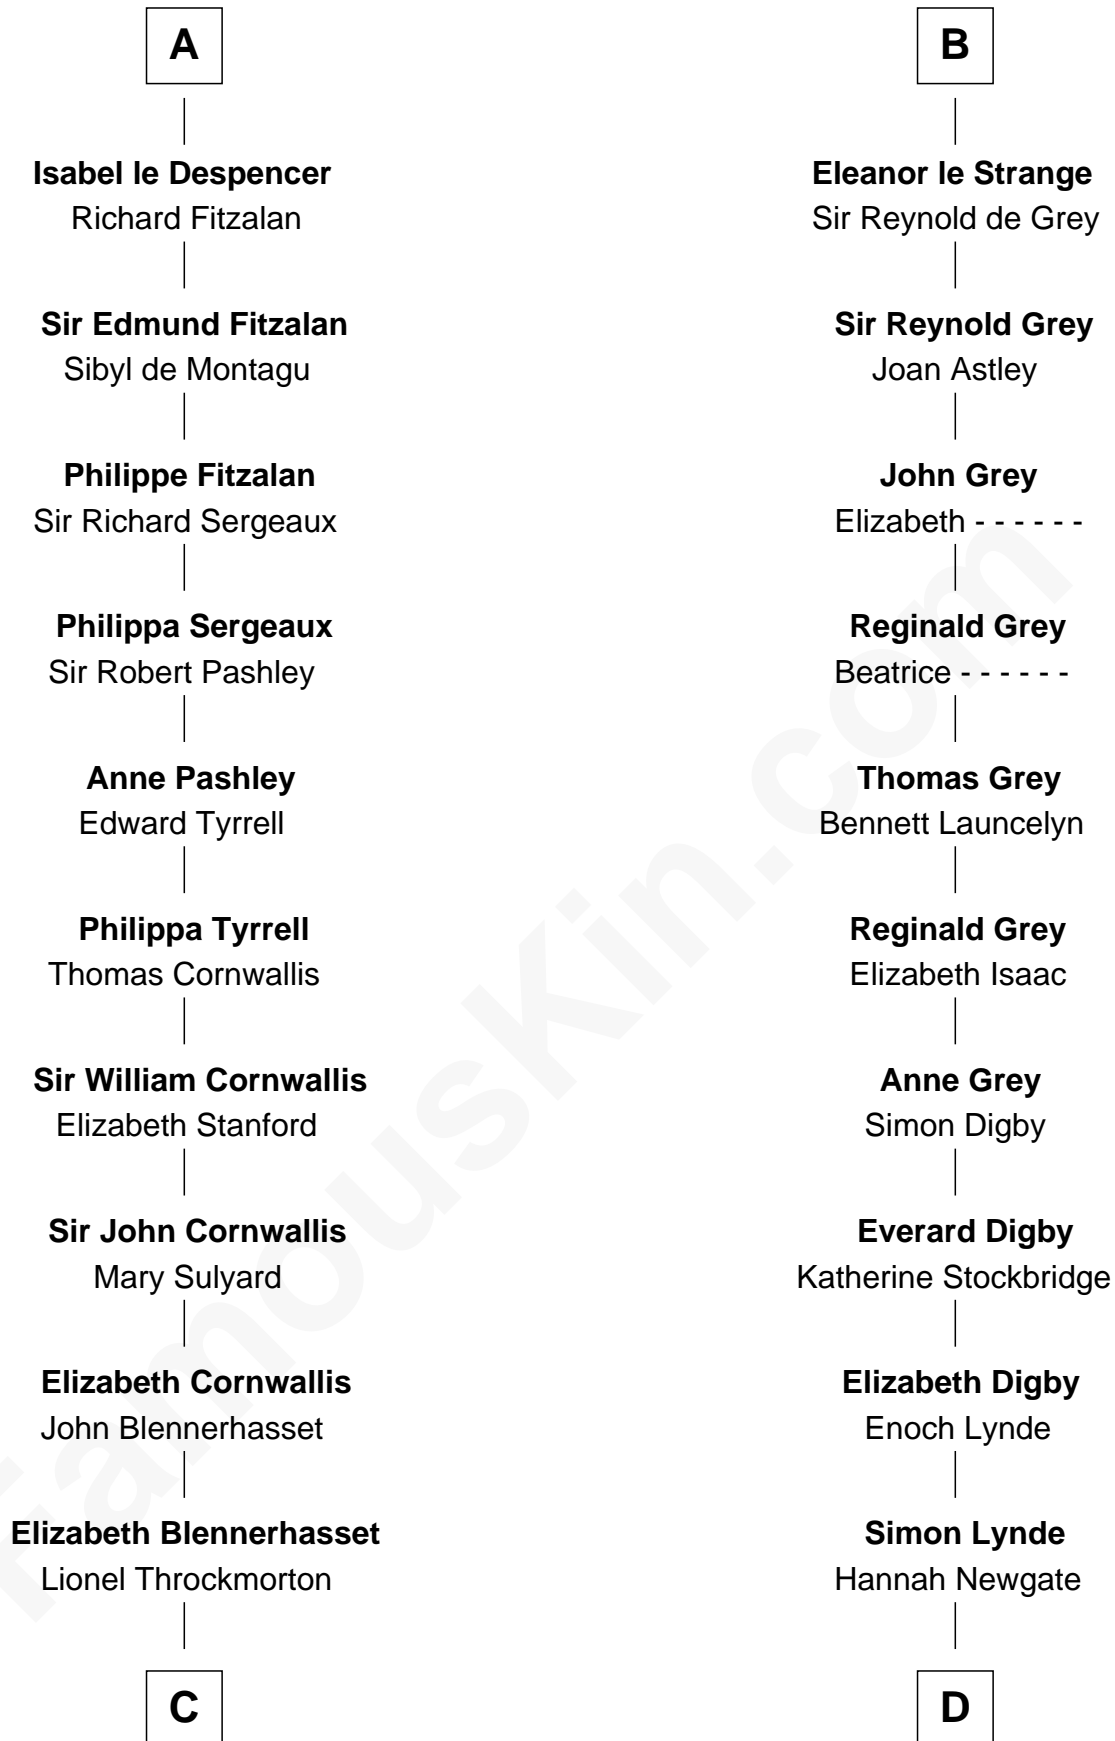 A
Isabel le Despencer
Richard Fitzalan
Sir Edmund Fitzalan
Sibyl de Montagu
Philippe Fitzalan
Sir Richard Sergeaux
Philippa Sergeaux
Sir Robert Pashley
Anne Pashley
Edward Tyrrell
Philippa Tyrrell
Thomas Cornwallis
Sir William Cornwallis
Elizabeth Stanford
Sir John Cornwallis
Mary Sulyard
Elizabeth Cornwallis
John Blennerhasset
Elizabeth Blennerhasset
Lionel Throckmorton
C
B
Eleanor le Strange
Sir Reynold de Grey
Sir Reynold Grey
Joan Astley
John Grey
Elizabeth - - - - - -
Reginald Grey
Beatrice - - - - - -
Thomas Grey
Bennett Launcelyn
Reginald Grey
Elizabeth Isaac
Anne Grey
Simon Digby
Everard Digby
Katherine Stockbridge
Elizabeth Digby
Enoch Lynde
Simon Lynde
Hannah Newgate
D
FamousKin.com